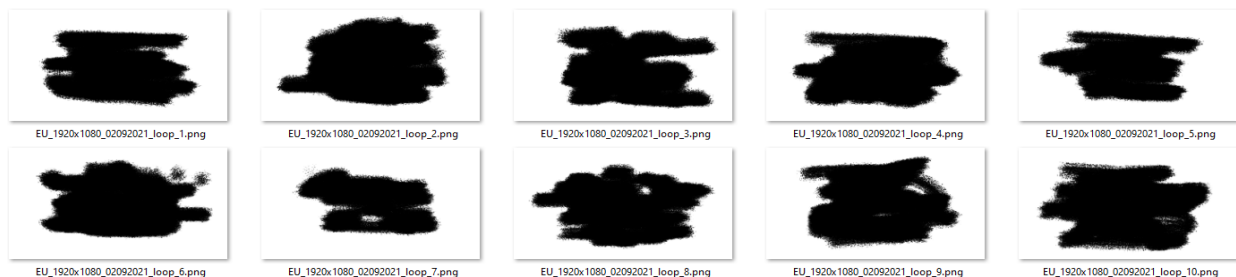 EU_1920x1080_02092021_loop_1.png
EU_1920x1080_02092021_loop_2.png
EU_1920x1080_02092021_loop_3.png
EU_1920x1080_02092021_loop_4.png
EU_1920x1080_02092021_loop_5.png
EU_1920x1080_02092021_loop_6.png
EU_1920x1080_02092021_loop_7.png
EU_1920x1080_02092021_loop_8.png
EU_1920x1080_02092021_loop_9.png
EU_1920x1080_02092021_loop_10.png